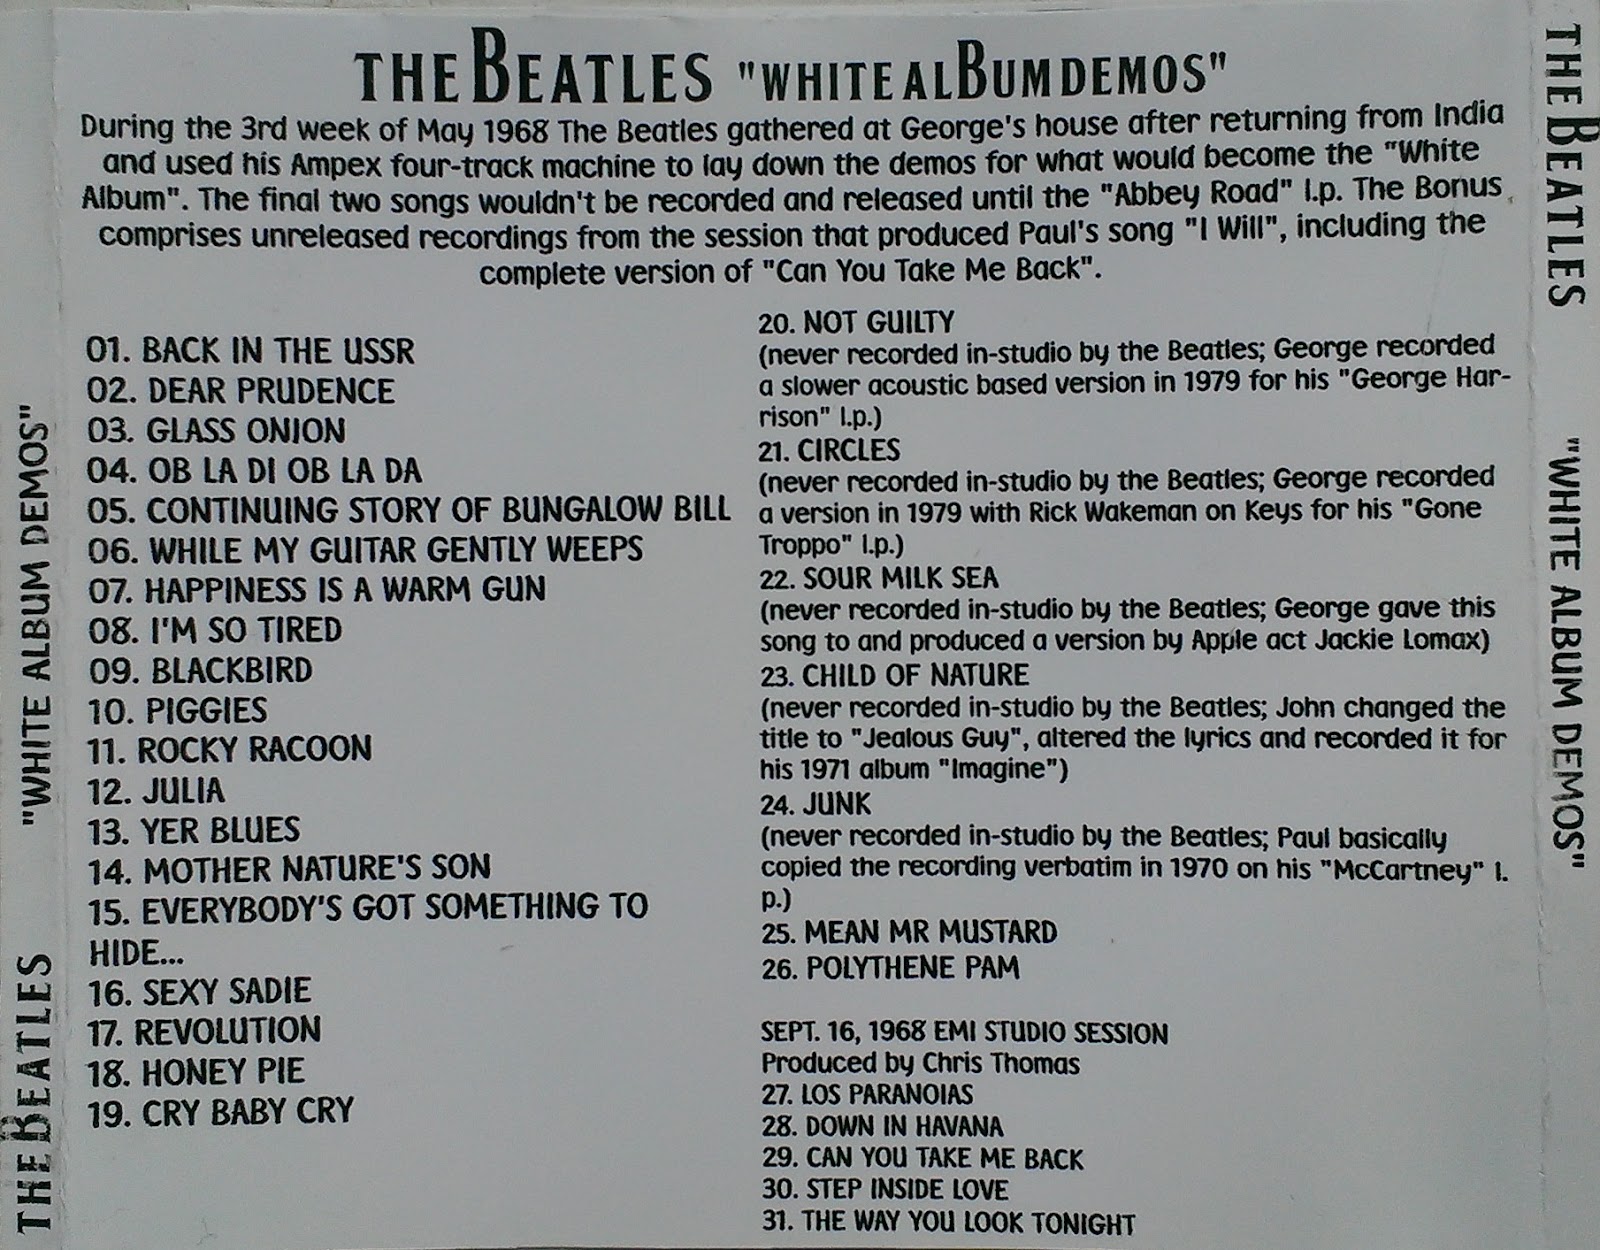 THE BEATLES "WHITE ALBUM DEMOS"
During the 3rd week of May 1968 The Beatles gathered at George's house after returning from India
and used his Ampex four-track machine to lay down the demos for what would become the "White
Album". The final two songs wouldn't be recorded and released until the "Abbey Road" l.p. The Bonus
comprises unreleased recordings from the session that produced Paul's song "I Will", including the
complete version of "Can You Take Me Back".
01. BACK IN THE USSR
02. DEAR PRUDENCE
03. GLASS ONION
04. OB LA DI OB LA DA
05. CONTINUING STORY OF BUNGALOW BILL
06. WHILE MY GUITAR GENTLY WEEPS
07. HAPPINESS IS A WARM GUN
08. I'M SO TIRED
09. BLACKBIRD
10. PIGGIES
11. ROCKY RACOON
12. JULIA
13. YER BLUES
14. MOTHER NATURE'S SON
15. EVERYBODY'S GOT SOMETHING TO
HIDE...
16. SEXY SADIE
17. REVOLUTION
18. HONEY PIE
19. CRY BABY CRY
20. NOT GUILTY
(never recorded in-studio by the Beatles; George recorded
a slower acoustic based version in 1979 for his "George Har-
rison" l.p.)
21. CIRCLES
(never recorded in-studio by the Beatles; George recorded
a version in 1979 with Rick Wakeman on Keys for his "Gone
Troppo" l.p.)
22. SOUR MILK SEA
(never recorded in-studio by the Beatles; George gave this
song to and produced a version by Apple act Jackie Lomax)
23. CHILD OF NATURE
(never recorded in-studio by the Beatles; John changed the
title to "Jealous Guy", altered the lyrics and recorded it for
his 1971 album "Imagine")
24. JUNK
(never recorded in-studio by the Beatles; Paul basically
copied the recording verbatim in 1970 on his "McCartney" l.
p.)
25. MEAN MR MUSTARD
26. POLYTHENE PAM
SEPT. 16, 1968 EMI STUDIO SESSION
Produced by Chris Thomas
27. LOS PARANOIAS
28. DOWN IN HAVANA
29. CAN YOU TAKE ME BACK
30. STEP INSIDE LOVE
31. THE WAY YOU LOOK TONIGHT
THE BEATLES "WHITE ALBUM DEMOS"
THE BEATLES "WHITE ALBUM DEMOS"